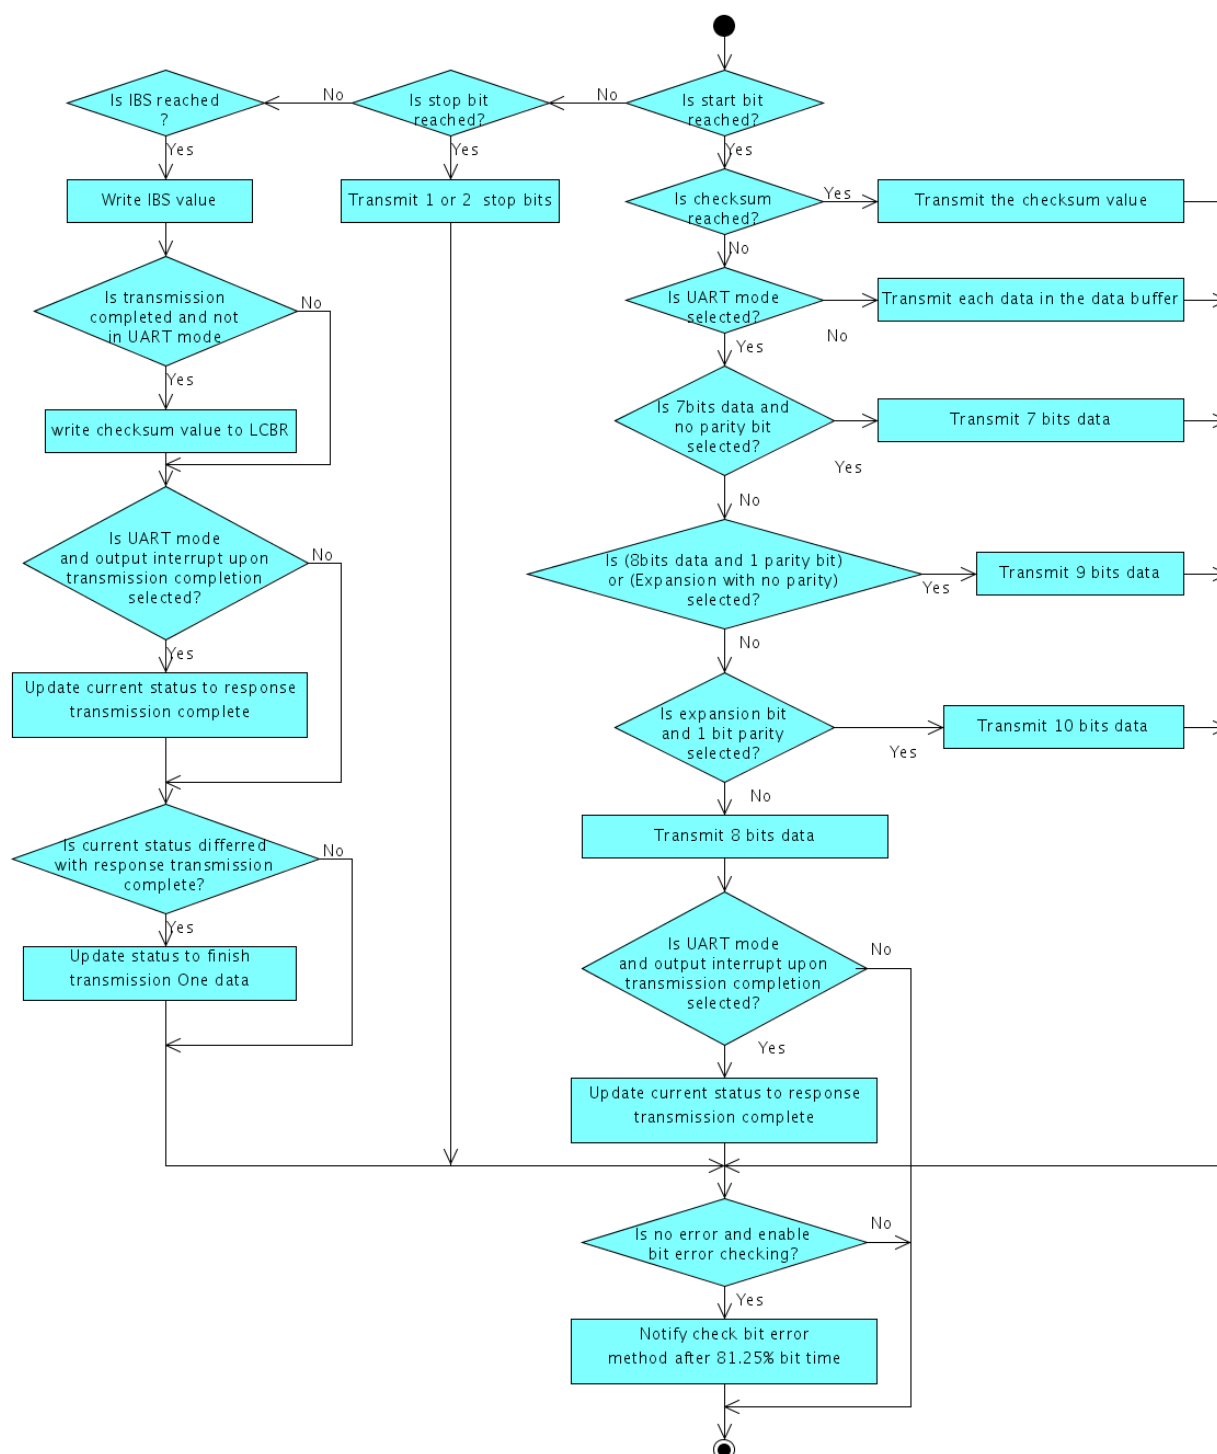 Is start bit
reached?
No
Yes
Is stop bit
reached?
No
Yes
Is IBS reached
?
Yes
Write IBS value
Transmit 1 or 2  stop bits
Is checksum
reached?
Yes
Transmit the checksum value
No
Is transmission
completed and not
in UART mode
No
Yes
write checksum value to LCBR
Is UART mode
selected?
Transmit each data in the data buffer
No
Yes
Is 7bits data and
no parity bit
selected?
Transmit 7 bits data
Yes
No
Is UART mode
and output interrupt upon
transmission completion
selected?
No
Yes
Update current status to response
transmission complete
Is (8bits data and 1 parity bit)
or (Expansion with no parity)
selected?
Yes
Transmit 9 bits data
No
Is expansion bit
and 1 bit parity
selected?
Yes
Transmit 10 bits data
No
Transmit 8 bits data
Is current status differred
with response transmission
complete?
No
Yes
Update status to finish
transmission One data
Is UART mode
and output interrupt upon
transmission completion
selected?
No
Yes
Update current status to response
transmission complete
Is no error and enable
bit error checking?
No
Yes
Notify check bit error
method after 81.25% bit time